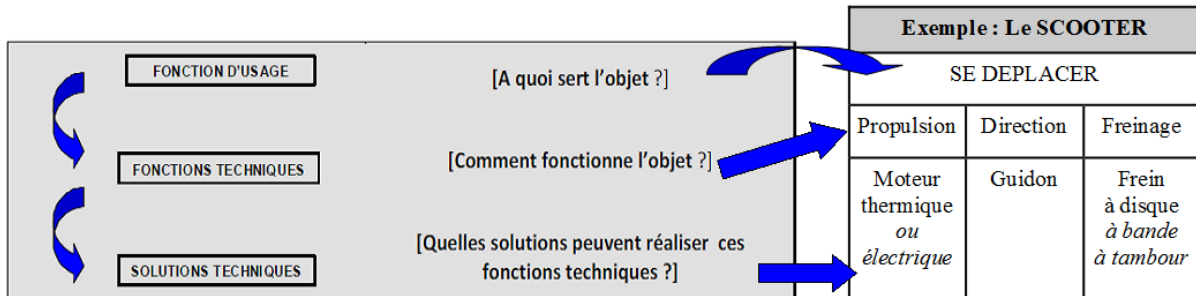 Exemple : Le SCOOTER
FONCTION D'USAGE
[A quoi sert l'objet ?]
SE DEPLACER
Propulsion
Direction
Freinage
FONCTIONS TECHNIQUES
[Comment fonctionne l'objet ?]
Moteur
thermique
ou
électrique
Guidon
Frein
à disque
à bande
à tambour
SOLUTIONS TECHNIQUES
[Quelles solutions peuvent réaliser ces
fonctions techniques ?]